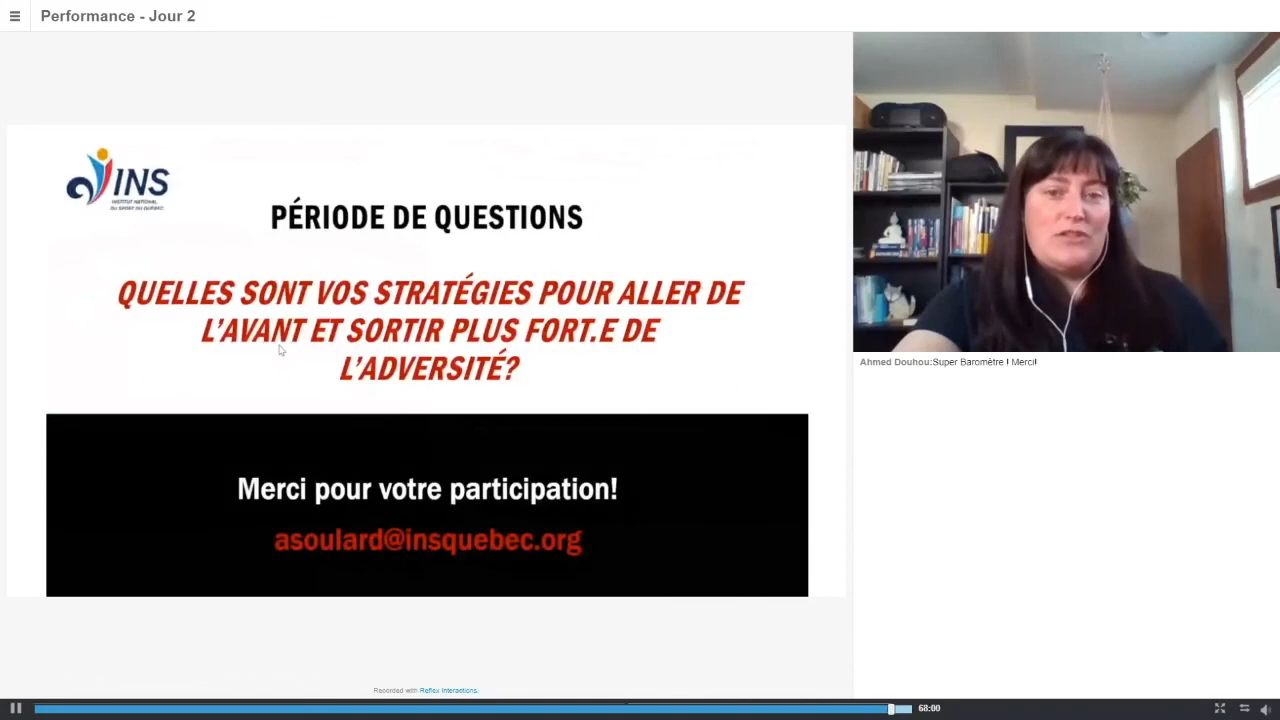 Performance - Jour 2
INS
INSTITUT NATIONAL
DU SPORT DU QUÉBEC
PÉRIODE DE QUESTIONS
QUELLES SONT VOS STRATÉGIES POUR ALLER DE
L'AVANT ET SORTIR PLUS FORT.E DE
L'ADVERSITÉ?
Merci pour votre participation!
asoulard@insquebec.org
Ahmed Douhou:Super Baromètre ! Merci!
Recorded with Reflex Interactions.
68:00